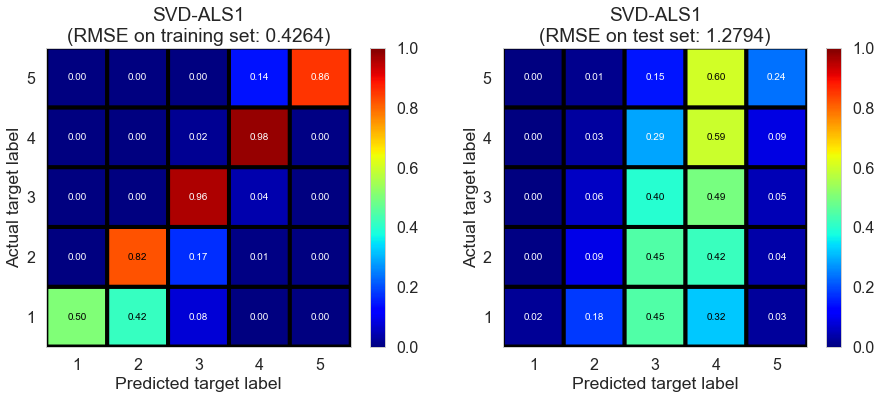 SVD-ALS1
(RMSE on training set: 0.4264)
Actual target label
5
0.00 0.00 0.00 0.14 0.86
4
0.00 0.00 0.02 0.98 0.00
3
0.00 0.00 0.96 0.04 0.00
2
0.00 0.82 0.17 0.01 0.00
1
0.50 0.42 0.08 0.00 0.00
1 2 3 4 5
Predicted target label
1.0
0.8
0.6
0.4
0.2
0.0
SVD-ALS1
(RMSE on test set: 1.2794)
Actual target label
5
0.00 0.01 0.15 0.60 0.24
4
0.00 0.03 0.29 0.59 0.09
3
0.00 0.06 0.40 0.49 0.05
2
0.00 0.09 0.45 0.42 0.04
1
0.02 0.18 0.45 0.32 0.03
1 2 3 4 5
Predicted target label
1.0
0.8
0.6
0.4
0.2
0.0